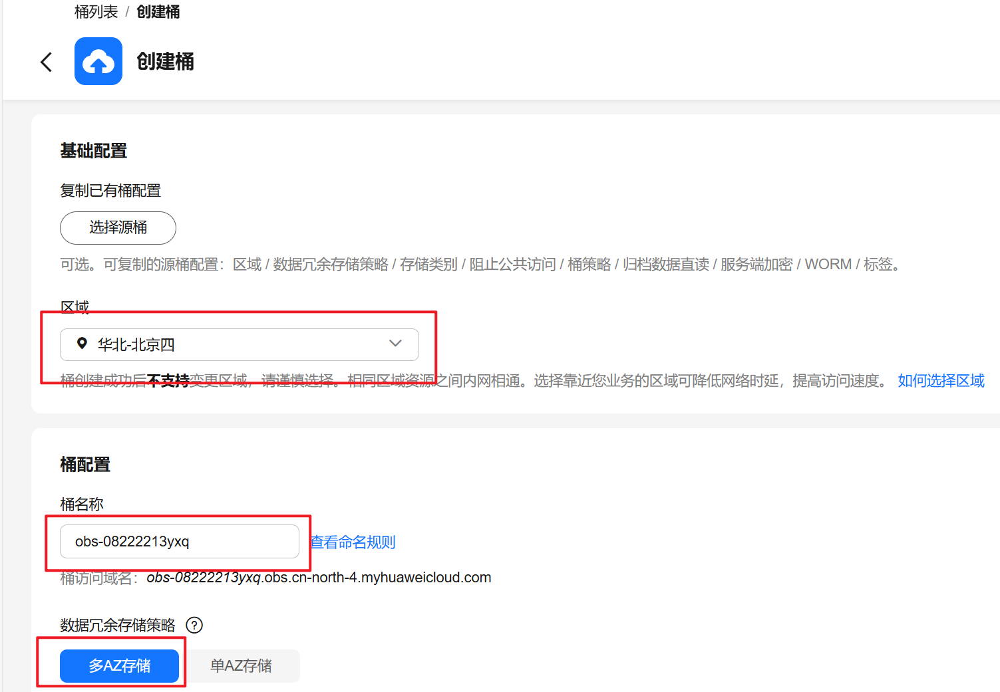 桶列表 / 创建桶
创建桶
基础配置
复制已有桶配置
选择源桶
可选。可复制的源桶配置：区域 / 数据冗余存储策略 / 存储类别 / 阻止公共访问 / 桶策略 / 归档数据直读 / 服务端加密 / WORM / 标签。
区域
华北-北京四
桶创建成功后不支持变更区域，请谨慎选择。相同区域资源之间内网相通。选择靠近您业务的区域可降低网络时延，提高访问速度。 如何选择区域
桶配置
桶名称
obs-08222213yxq 查看命名规则
桶访问域名：obs-08222213yxq.obs.cn-north-4.myhuaweicloud.com
数据冗余存储策略 ?
多AZ存储 单AZ存储